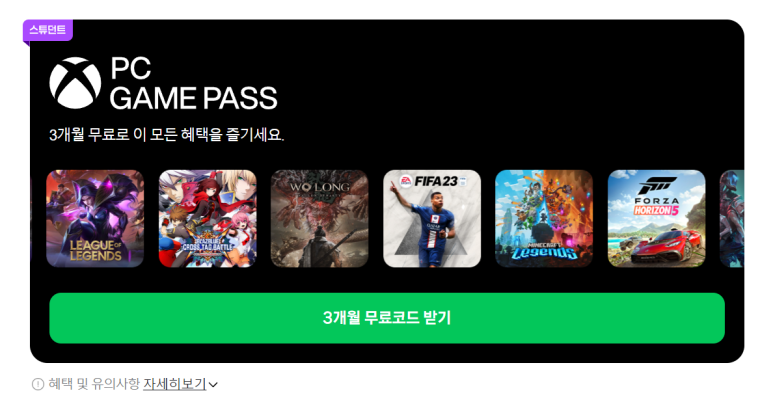 스튜던트
PC
GAME PASS
3개월 무료로 이 모든 혜택을 즐기세요.
LEAGUE OF
LEGENDS
BLAZBLUE
CROSS TAG BATTLE
WO LONG
FIFA 23
MINECRAFT
Legends
FORZA
HORIZON 5
3개월 무료코드 받기
혜택 및 유의사항 자세히보기